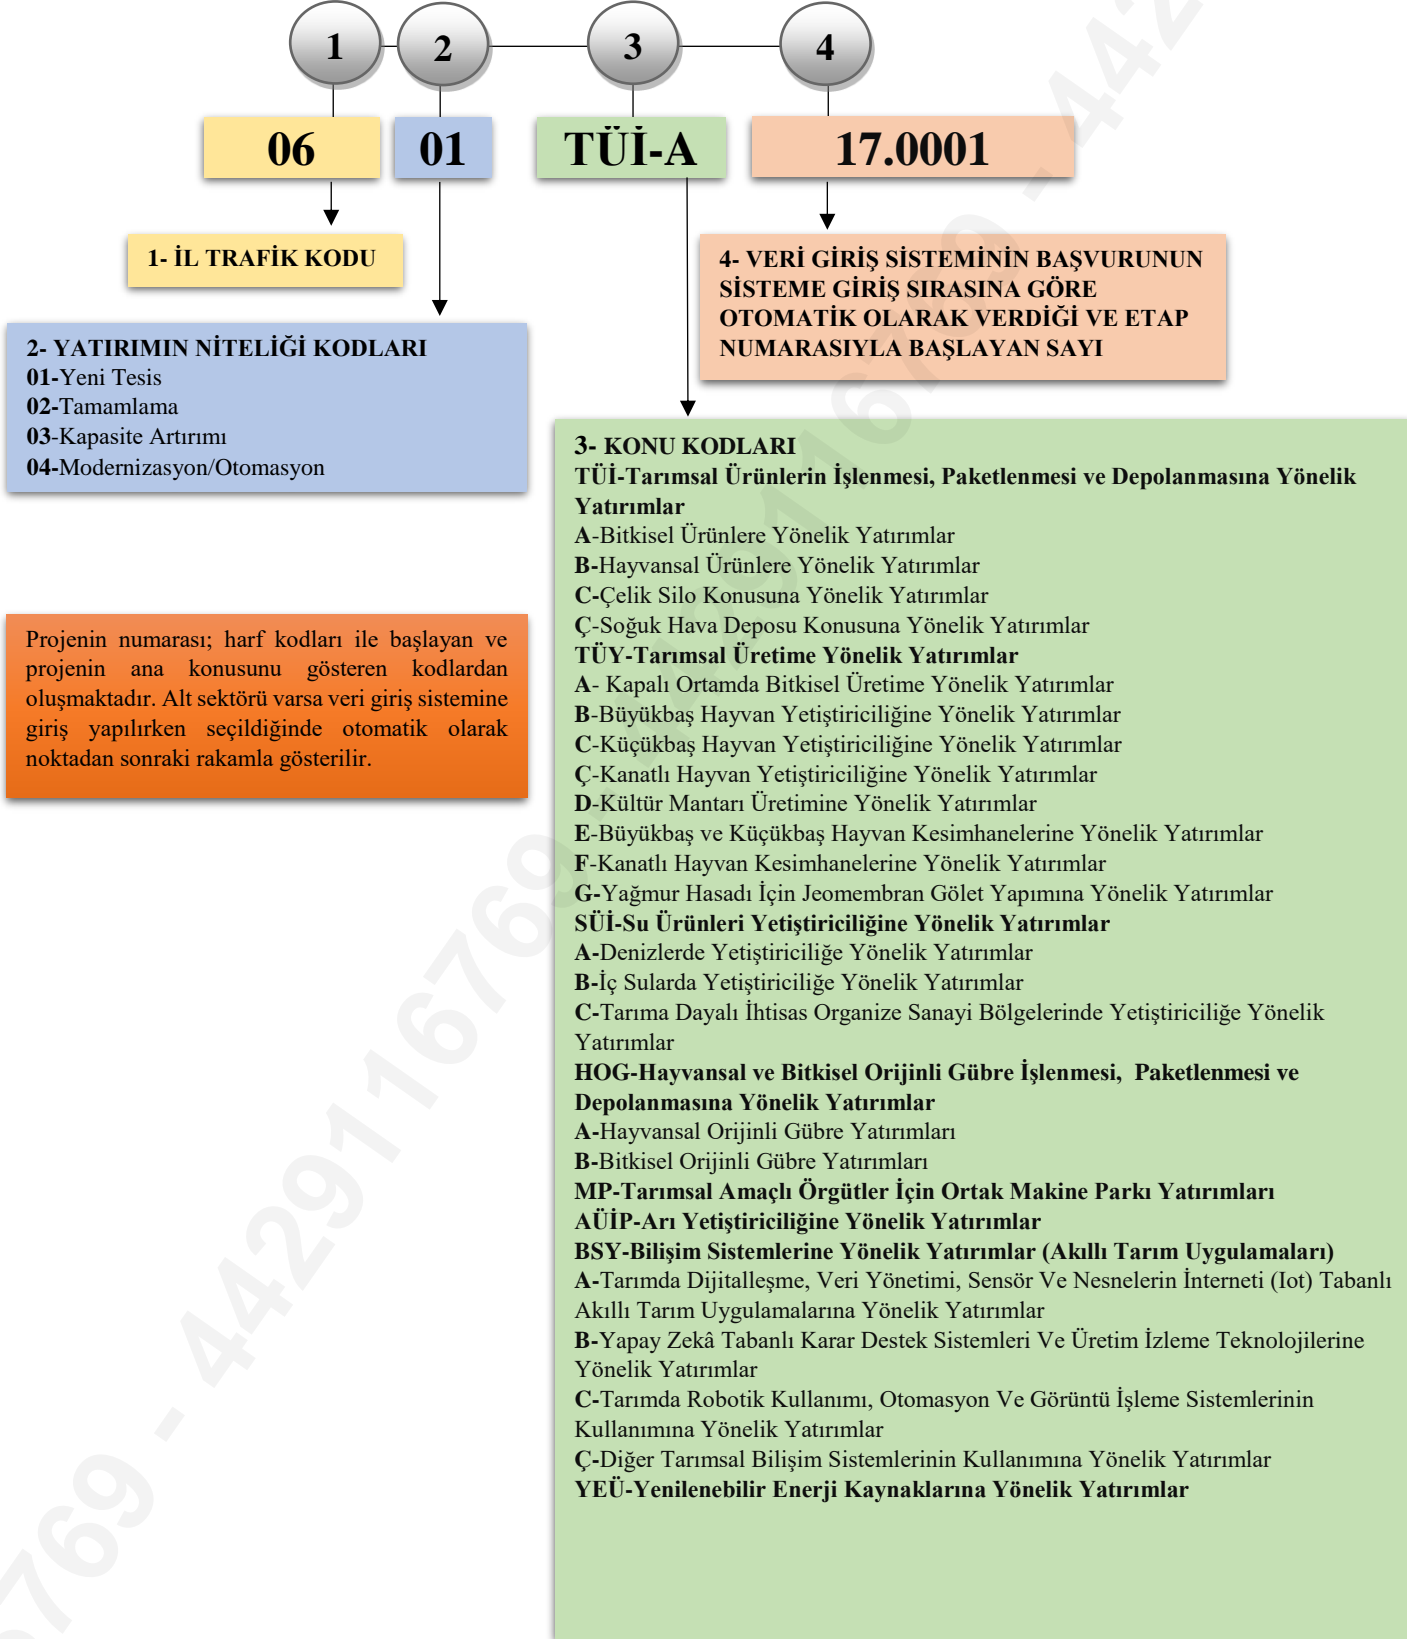 1
2
3
4
06
01
TÜİ-A
17.0001
1- İL TRAFİK KODU
4- VERİ GİRİŞ SİSTEMİNİN BAŞVURUNUN
SİSTEME GİRİŞ SIRASINA GÖRE
OTOMATİK OLARAK VERDİĞİ VE ETAP
NUMARASIYLA BAŞLAYAN SAYI
2- YATIRIMIN NİTELİĞİ KODLARI
01-Yeni Tesis
02-Tamamlama
03-Kapasite Artırımı
04-Modernizasyon/Otomasyon
Projenin numarası; harf kodları ile başlayan ve
projenin ana konusunu gösteren kodlardan
oluşmaktadır. Alt sektörü varsa veri giriş sistemine
giriş yapılırken seçildiğinde otomatik olarak
noktadan sonraki rakamla gösterilir.
3- KONU KODLARI
TÜİ-Tarımsal Ürünlerin İşlenmesi, Paketlenmesi ve Depolanmasına Yönelik
Yatırımlar
A-Bitkisel Ürünlere Yönelik Yatırımlar
B-Hayvansal Ürünlere Yönelik Yatırımlar
C-Çelik Silo Konusuna Yönelik Yatırımlar
Ç-Soğuk Hava Deposu Konusuna Yönelik Yatırımlar
TÜY-Tarımsal Üretime Yönelik Yatırımlar
A- Kapalı Ortamda Bitkisel Üretime Yönelik Yatırımlar
B-Büyükbaş Hayvan Yetiştiriciliğine Yönelik Yatırımlar
C-Küçükbaş Hayvan Yetiştiriciliğine Yönelik Yatırımlar
Ç-Kanatlı Hayvan Yetiştiriciliğine Yönelik Yatırımlar
D-Kültür Mantarı Üretimine Yönelik Yatırımlar
E-Büyükbaş ve Küçükbaş Hayvan Kesimhanelerine Yönelik Yatırımlar
F-Kanatlı Hayvan Kesimhanelerine Yönelik Yatırımlar
G-Yağmur Hasadı İçin Jeomembran Gölet Yapımına Yönelik Yatırımlar
SÜİ-Su Ürünleri Yetiştiriciliğine Yönelik Yatırımlar
A-Denizlerde Yetiştiriciliğe Yönelik Yatırımlar
B-İç Sularda Yetiştiriciliğe Yönelik Yatırımlar
C-Tarıma Dayalı İhtisas Organize Sanayi Bölgelerinde Yetiştiriciliğe Yönelik
Yatırımlar
HOG-Hayvansal ve Bitkisel Orijinli Gübre İşlenmesi, Paketlenmesi ve
Depolanmasına Yönelik Yatırımlar
A-Hayvansal Orijinli Gübre Yatırımları
B-Bitkisel Orijinli Gübre Yatırımları
MP-Tarımsal Amaçlı Örgütler İçin Ortak Makine Parkı Yatırımları
AÜİP-Arı Yetiştiriciliğine Yönelik Yatırımlar
BSY-Bilişim Sistemlerine Yönelik Yatırımlar (Akıllı Tarım Uygulamaları)
A-Tarımda Dijitalleşme, Veri Yönetimi, Sensör Ve Nesnelerin İnterneti (Iot) Tabanlı
Akıllı Tarım Uygulamalarına Yönelik Yatırımlar
B-Yapay Zekâ Tabanlı Karar Destek Sistemleri Ve Üretim İzleme Teknolojilerine
Yönelik Yatırımlar
C-Tarımda Robotik Kullanımı, Otomasyon Ve Görüntü İşleme Sistemlerinin
Kullanımına Yönelik Yatırımlar
Ç-Diğer Tarımsal Bilişim Sistemlerinin Kullanımına Yönelik Yatırımlar
YEÜ-Yenilenebilir Enerji Kaynaklarına Yönelik Yatırımlar
6769 - 4429116769 - 4429116769 - 442